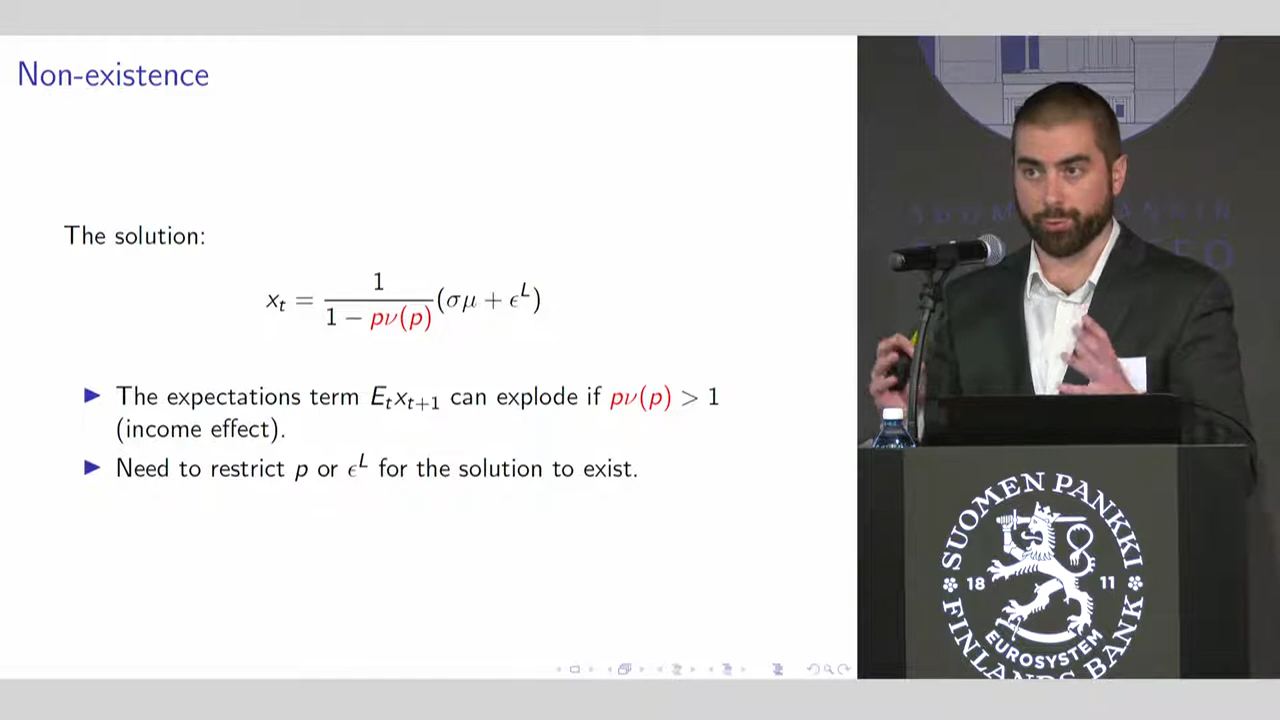 Non-existence
The solution:
x_t = \frac{1}{1 - pν(p)}(σμ + ϵ^L)
▶ The expectations term E_t x_{t+1} can explode if pν(p) > 1
(income effect).
▶ Need to restrict p or ϵ^L for the solution to exist.
SUOMEN PANKKI
18 11
EUROSYSTEM
FINLANDS BANK